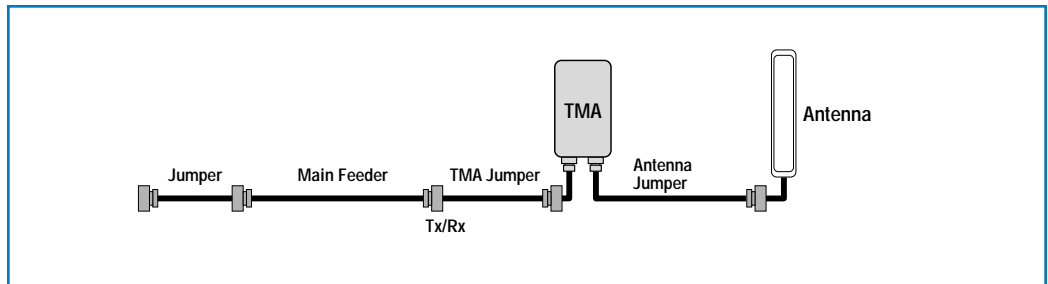 TMA
Antenna
Jumper
Main Feeder
TMA Jumper
Antenna
Jumper
Tx/Rx